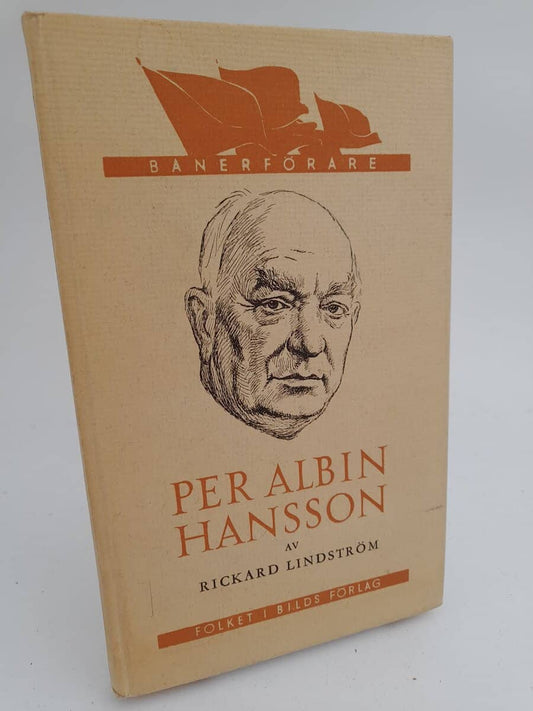 BANERFÖRARE
PER ALBIN
HANSSON
AV
RICKARD LINDSTRÖM
FOLKET I BILDS FÖRLAG